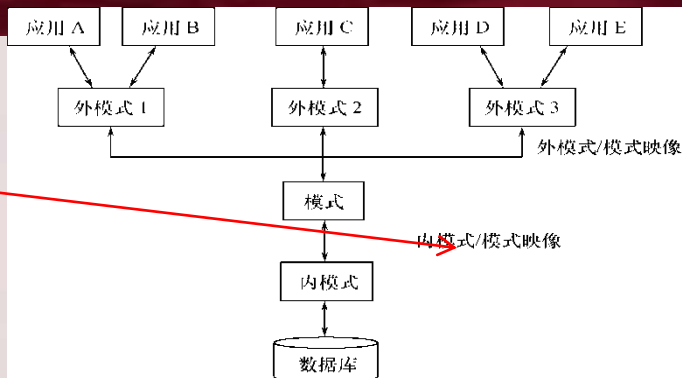 应用 A
应用 B
应用 C
应用 D
应用 E
外模式 1
外模式 2
外模式 3
外模式/模式映像
模式
内模式/模式映像
内模式
数据库